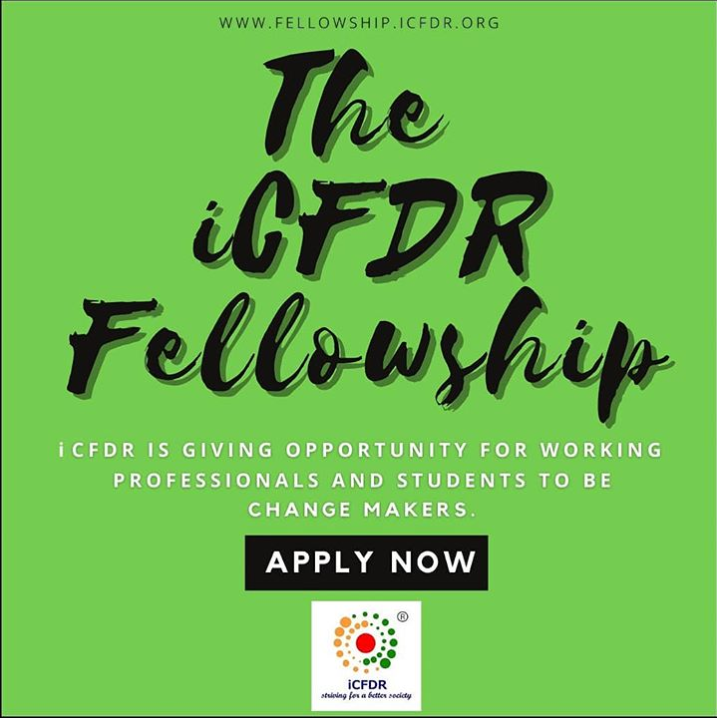 WWW.FELLOWSHIP.ICFDR.ORG
The
iCFDR
Fellowship
iCFDR IS GIVING OPPORTUNITY FOR WORKING
PROFESSIONALS AND STUDENTS TO BE
CHANGE MAKERS.
APPLY NOW
®
iCFDR
striving for a better society